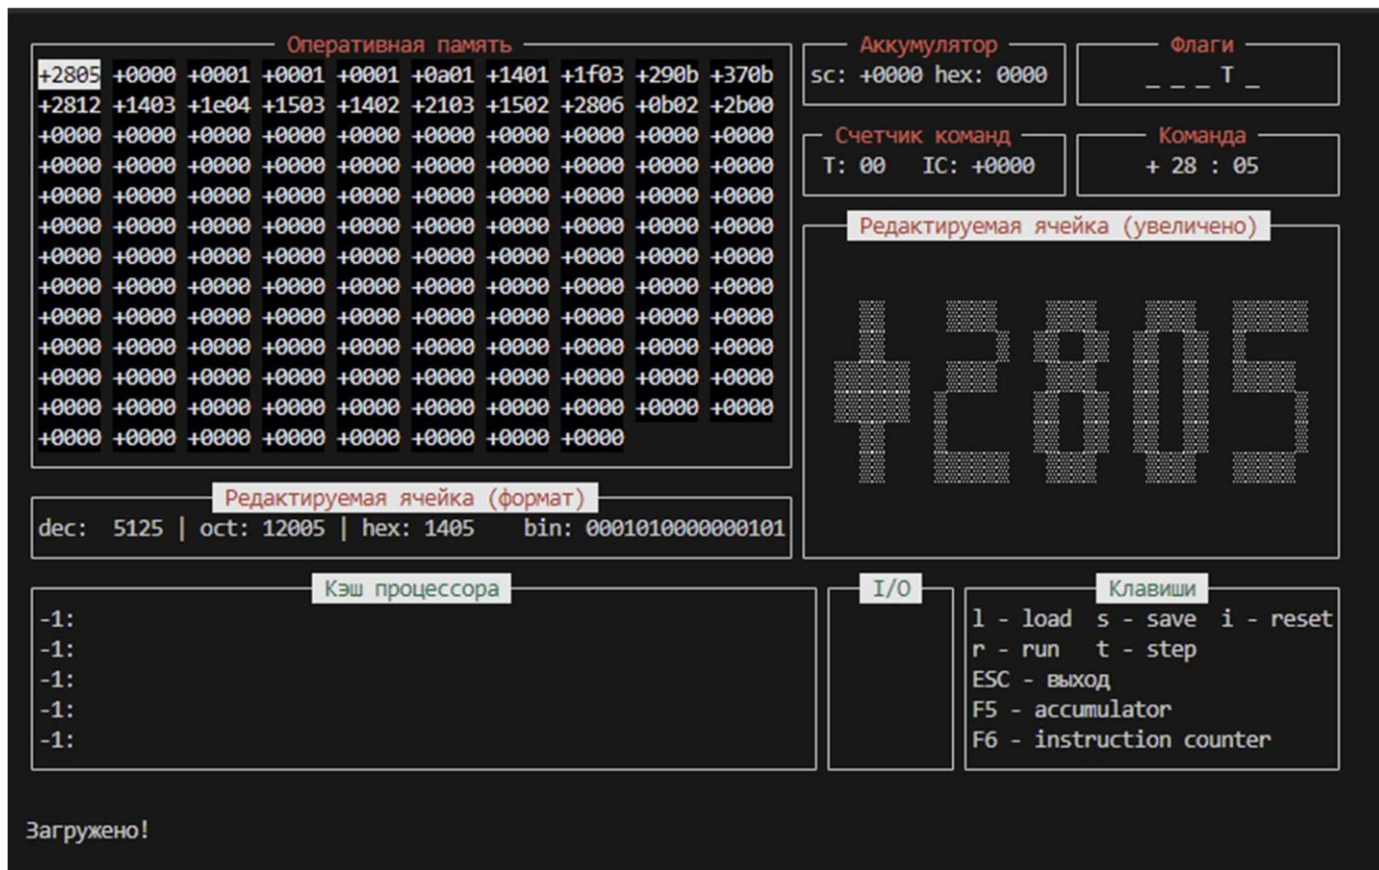 Оперативная память
+2805 +0000 +0001 +0001 +0001 +0a01 +1401 +1f03 +290b +370b
+2812 +1403 +1e04 +1503 +1402 +2103 +1502 +2806 +0b02 +2b00
+0000 +0000 +0000 +0000 +0000 +0000 +0000 +0000 +0000 +0000
+0000 +0000 +0000 +0000 +0000 +0000 +0000 +0000 +0000 +0000
+0000 +0000 +0000 +0000 +0000 +0000 +0000 +0000 +0000 +0000
+0000 +0000 +0000 +0000 +0000 +0000 +0000 +0000 +0000 +0000
+0000 +0000 +0000 +0000 +0000 +0000 +0000 +0000 +0000 +0000
+0000 +0000 +0000 +0000 +0000 +0000 +0000 +0000 +0000 +0000
+0000 +0000 +0000 +0000 +0000 +0000 +0000 +0000 +0000 +0000
+0000 +0000 +0000 +0000 +0000 +0000 +0000 +0000 +0000 +0000
+0000 +0000 +0000 +0000 +0000 +0000 +0000 +0000 +0000 +0000
+0000 +0000 +0000 +0000 +0000 +0000 +0000 +0000 +0000 +0000
+0000 +0000 +0000 +0000 +0000 +0000 +0000 +0000
Аккумулятор
sc: +0000 hex: 0000
Флаги
_ _ _ T _
Счетчик команд
T: 00 IC: +0000
Команда
+ 28 : 05
Редактируемая ячейка (увеличено)
+2805
Редактируемая ячейка (формат)
dec: 5125 | oct: 12005 | hex: 1405 bin: 0001010000000101
Кэш процессора
-1:
-1:
-1:
-1:
-1:
I/O
Клавиши
l - load s - save i - reset
r - run t - step
ESC - выход
F5 - accumulator
F6 - instruction counter
Загружено!